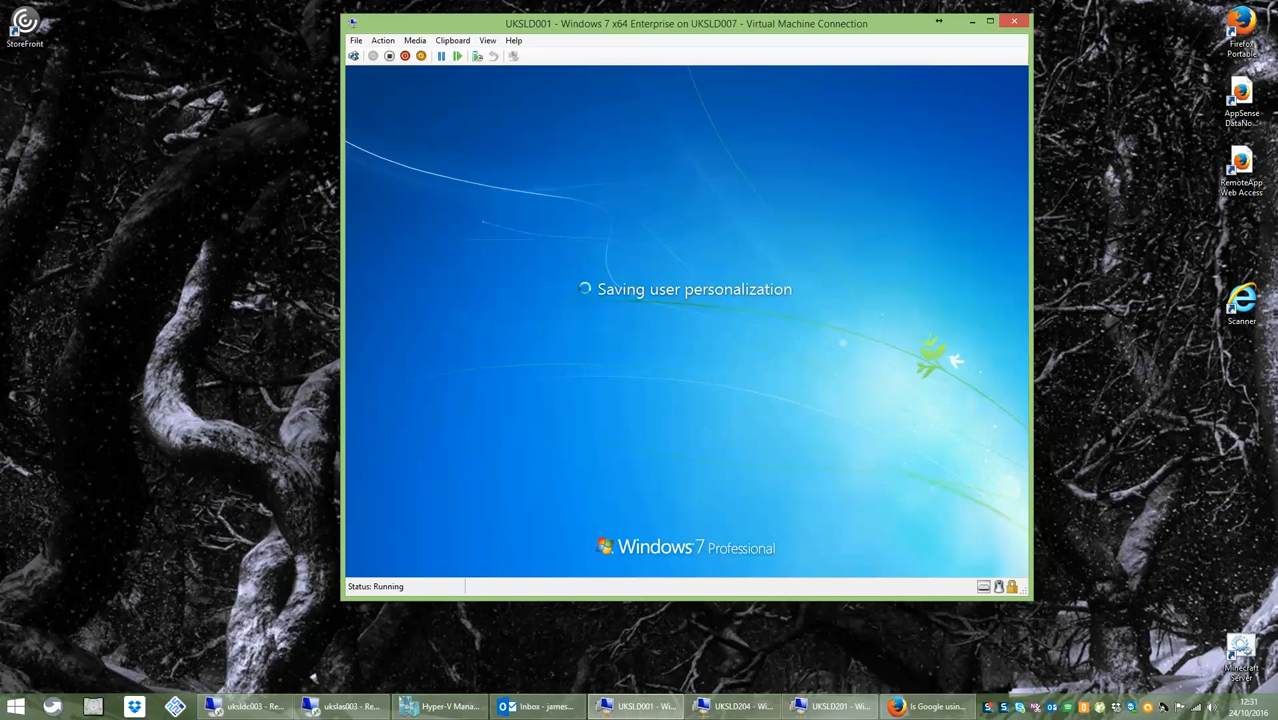 StoreFront
UKSLD001 - Windows 7 x64 Enterprise on UKSLD007 - Virtual Machine Connection
File Action Media Clipboard View Help
Saving user personalization
Windows 7 Professional
Status: Running
Firefox
Portable
AppSense
DataNo...
RemoteApp
Web Access
Scanner
Minecraft
Server
uksldc003 - Re...
ukslas003 - Re...
Hyper-V Mana...
Inbox - james...
UKSLD001 - Wi...
UKSLD204 - Wi...
UKSLD201 - Wi...
Is Google usin...
12:31
24/10/2016